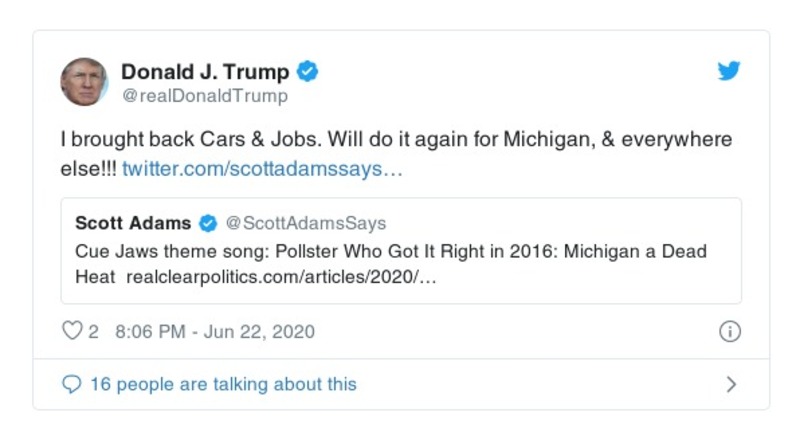 Donald J. Trump
@realDonaldTrump
I brought back Cars & Jobs. Will do it again for Michigan, & everywhere
else!!! twitter.com/scottadamssays…
Scott Adams @ScottAdamsSays
Cue Jaws theme song: Pollster Who Got It Right in 2016: Michigan a Dead
Heat realclearpolitics.com/articles/2020/…
2 8:06 PM - Jun 22, 2020
16 people are talking about this